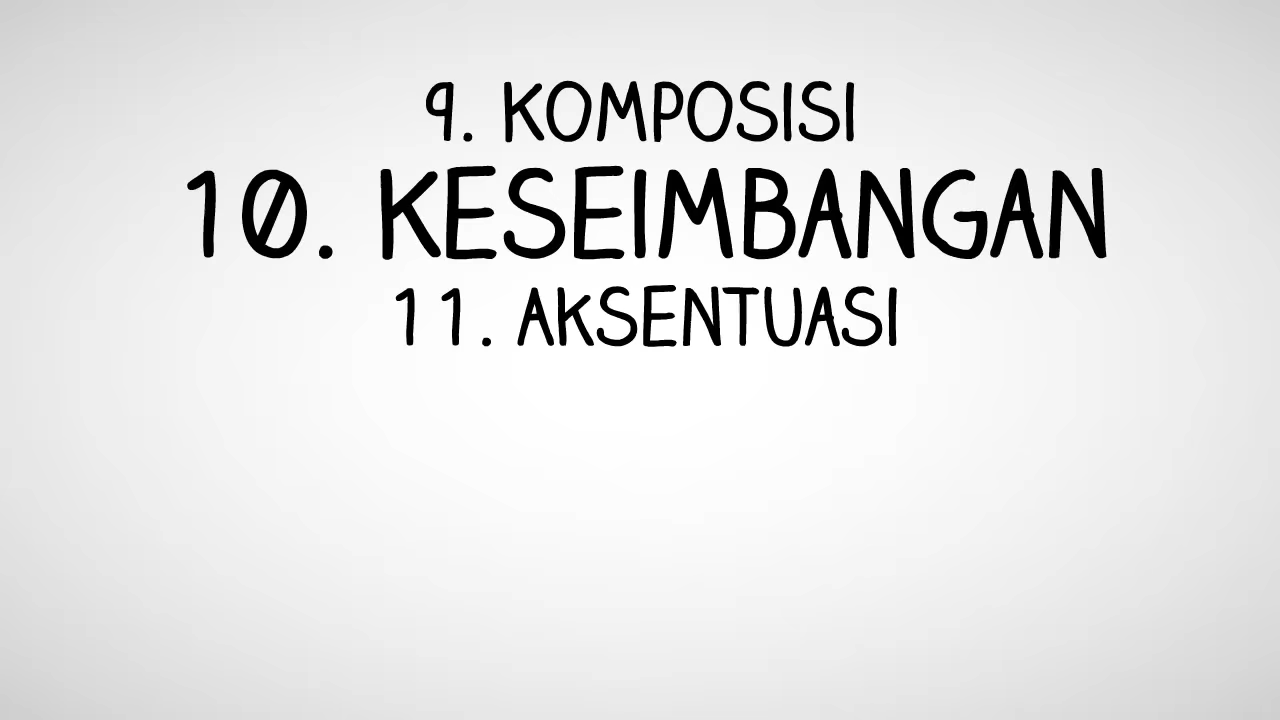 9. KOMPOSISI
10. KESEIMBANGAN
11. AKSENTUASI